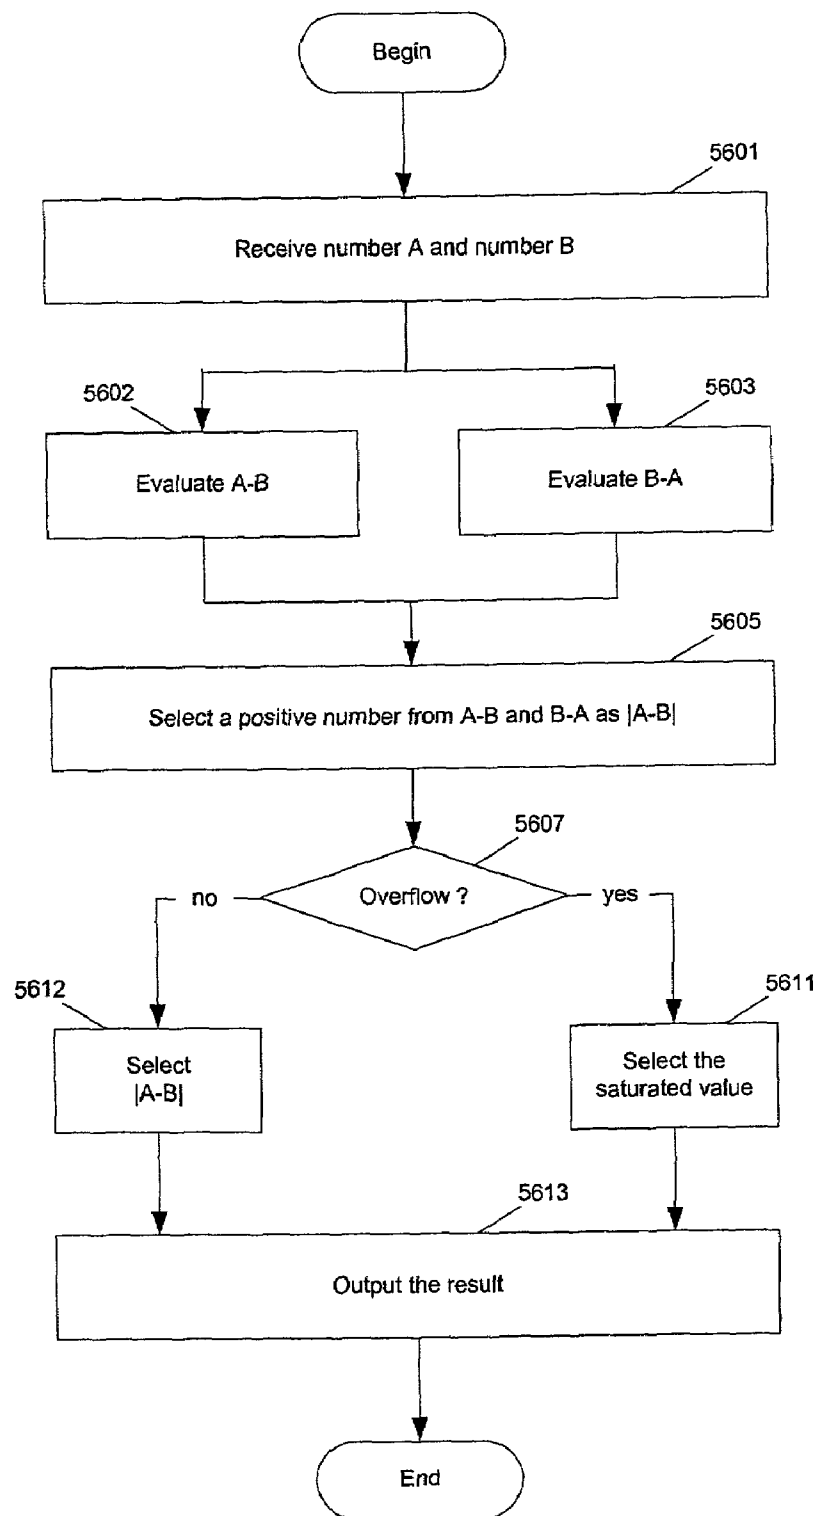 Begin
5601
Receive number A and number B
5602
5603
Evaluate A-B
Evaluate B-A
5605
Select a positive number from A-B and B-A as |A-B|
5607
no
Overflow ?
yes
5612
5611
Select
|A-B|
Select the
saturated value
5613
Output the result
End